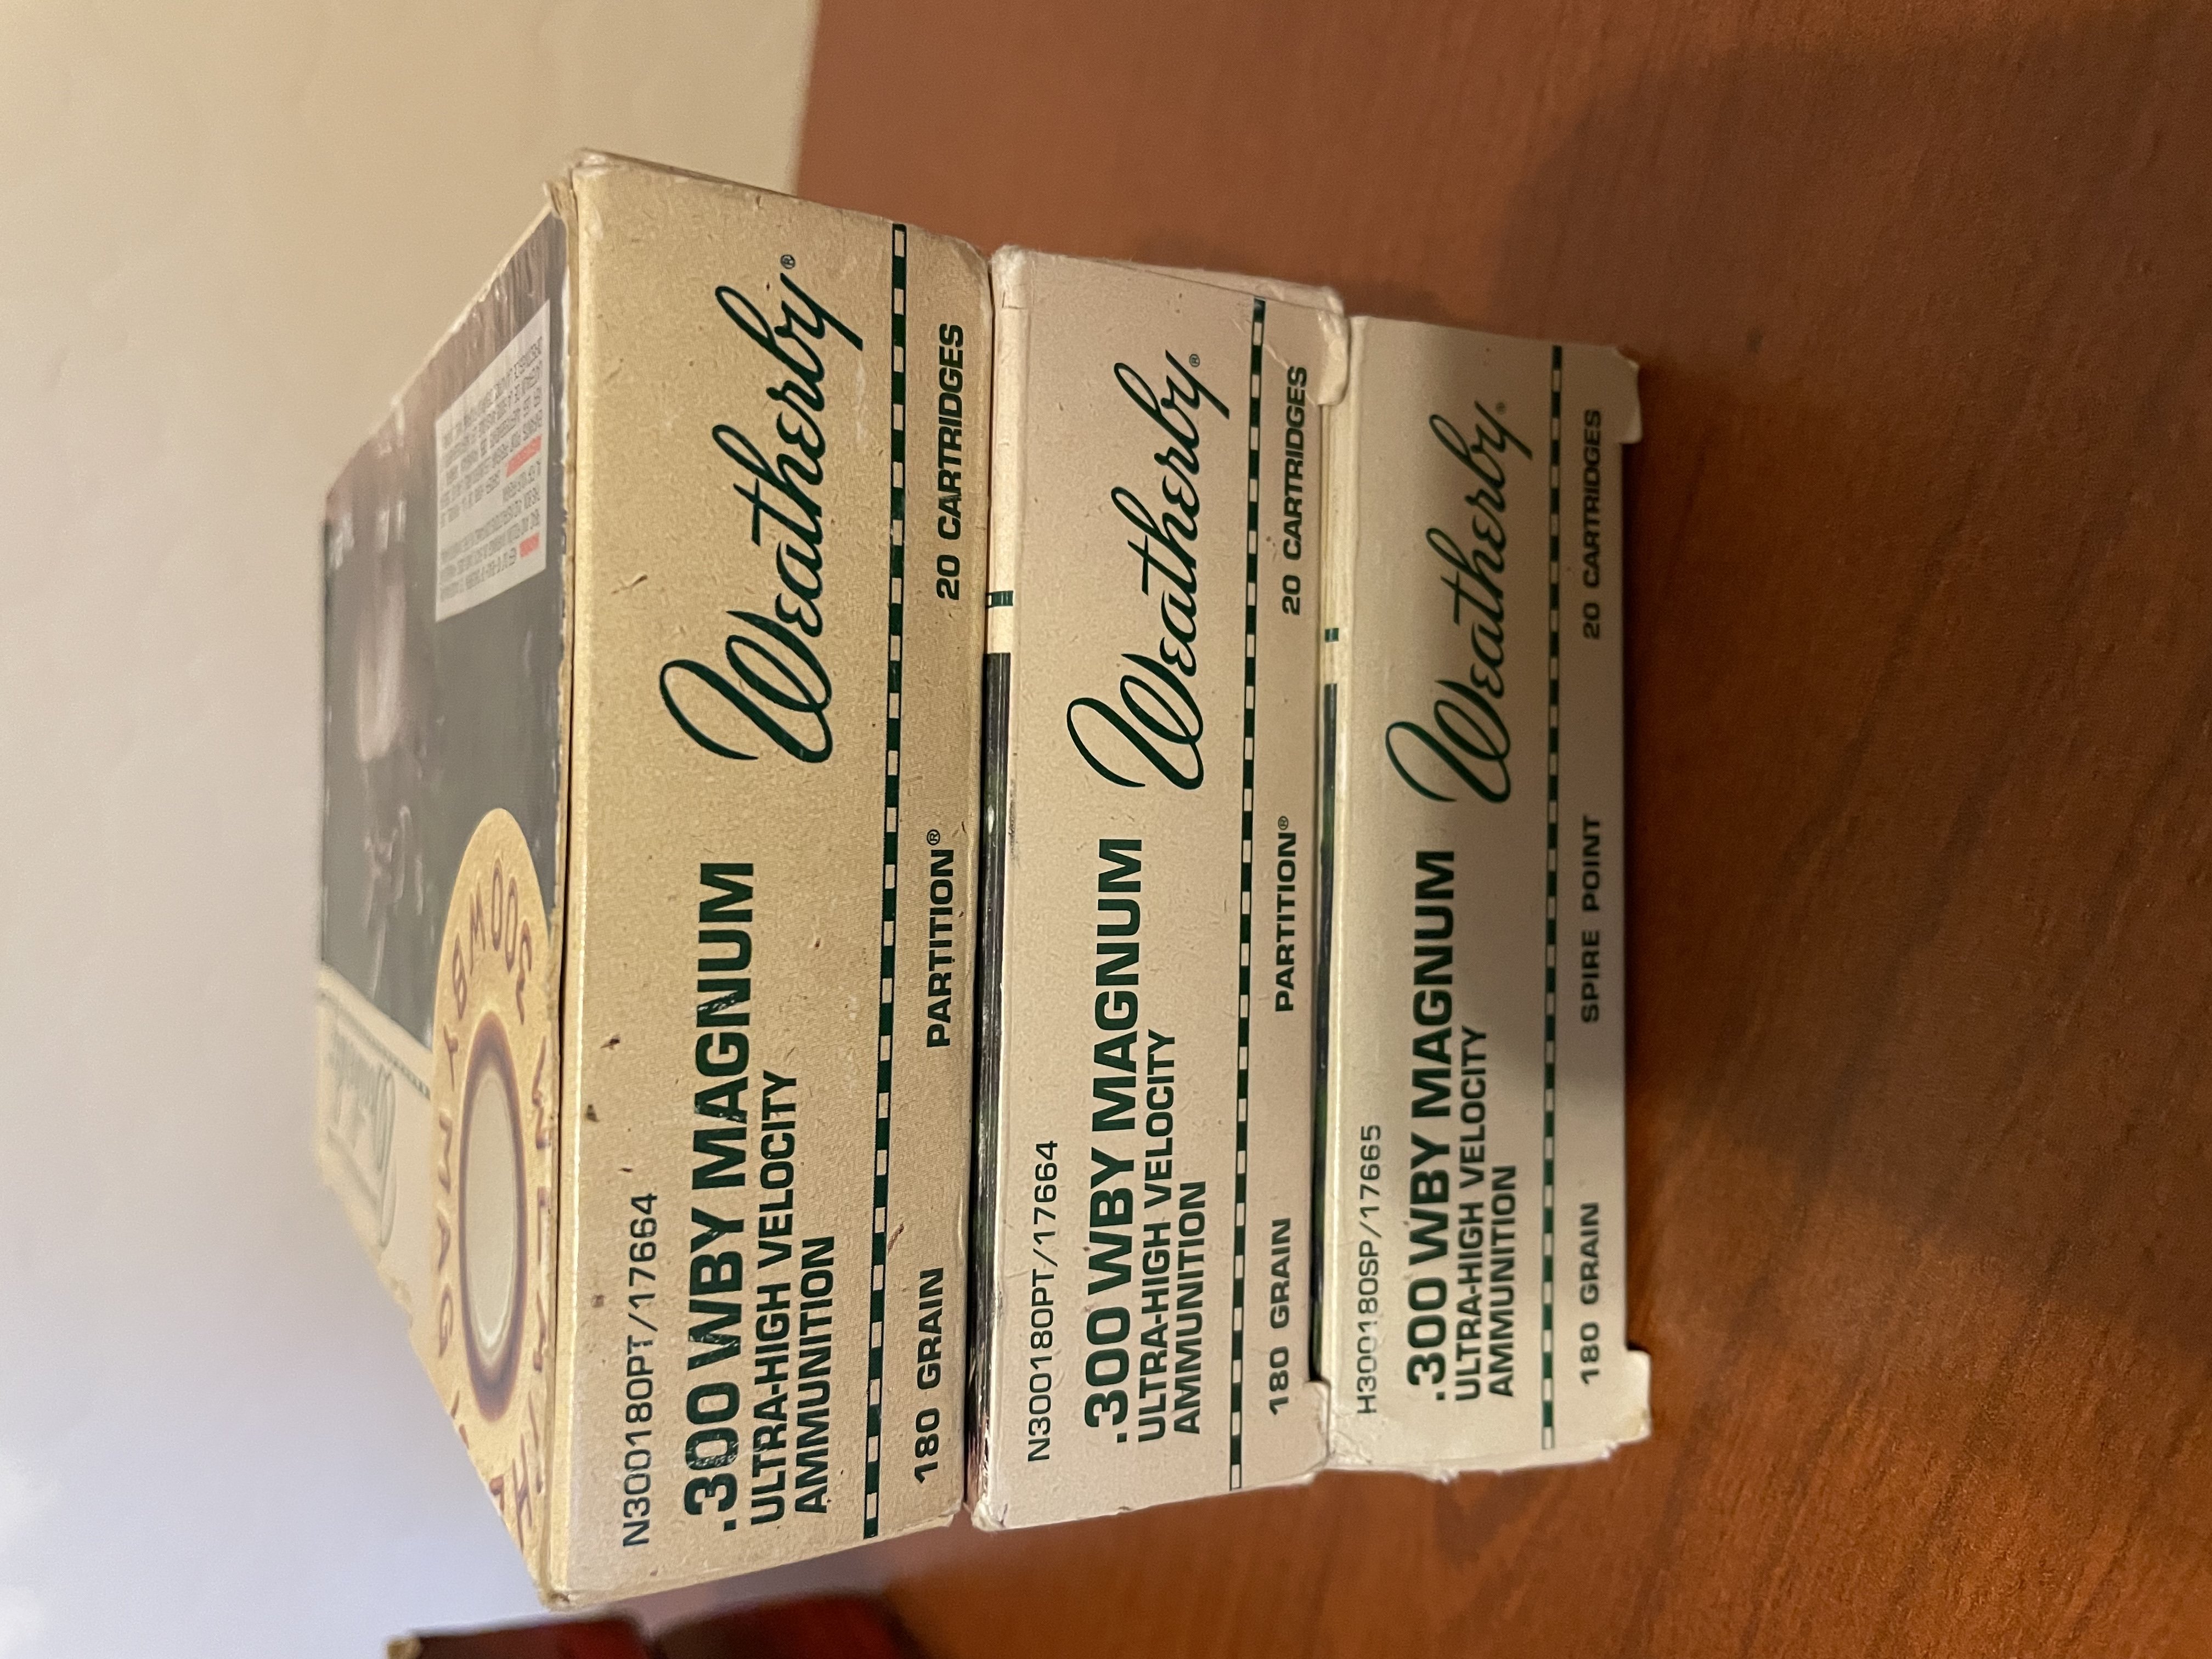 WEATHERBY MAG
N300180PT/17664
.300 WBY MAGNUM
ULTRA-HIGH VELOCITY
AMMUNITION
Weatherby®
180 GRAIN PARTITION® 20 CARTRIDGES
N300180PT/17664
.300 WBY MAGNUM
ULTRA-HIGH VELOCITY
AMMUNITION
Weatherby®
180 GRAIN PARTITION® 20 CARTRIDGES
H300180SP/17665
.300 WBY MAGNUM
ULTRA-HIGH VELOCITY
AMMUNITION
Weatherby®
180 GRAIN SPIRE POINT 20 CARTRIDGES